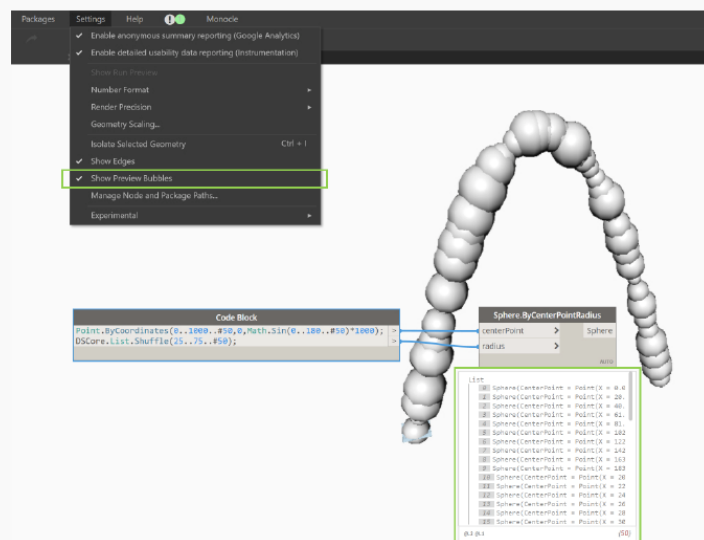 Packages Settings Help Monocle
Enable anonymous summary reporting (Google Analytics)
Enable detailed usability data reporting (Instrumentation)
Show Run Preview
Number Format
Render Precision
Geometry Scaling...
Isolate Selected Geometry Ctrl + I
Show Edges
Show Preview Bubbles
Manage Node and Package Paths...
Experimental
Code Block
Point.ByCoordinates(0..1000..#50,0,Math.Sin(0..180..#50)*1000); >
DSCore.List.Shuffle(25..75..#50); >
Sphere.ByCenterPointRadius
centerPoint > Sphere
radius >
AUTO
List
0 Sphere(CenterPoint = Point(X = 0.0
1 Sphere(CenterPoint = Point(X = 20.
2 Sphere(CenterPoint = Point(X = 40.
3 Sphere(CenterPoint = Point(X = 61.
4 Sphere(CenterPoint = Point(X = 81.
5 Sphere(CenterPoint = Point(X = 102
6 Sphere(CenterPoint = Point(X = 122
7 Sphere(CenterPoint = Point(X = 142
8 Sphere(CenterPoint = Point(X = 163
9 Sphere(CenterPoint = Point(X = 183
10 Sphere(CenterPoint = Point(X = 20
11 Sphere(CenterPoint = Point(X = 22
12 Sphere(CenterPoint = Point(X = 24
13 Sphere(CenterPoint = Point(X = 26
14 Sphere(CenterPoint = Point(X = 28
15 Sphere(CenterPoint = Point(X = 30
@L2 @L1 {50}